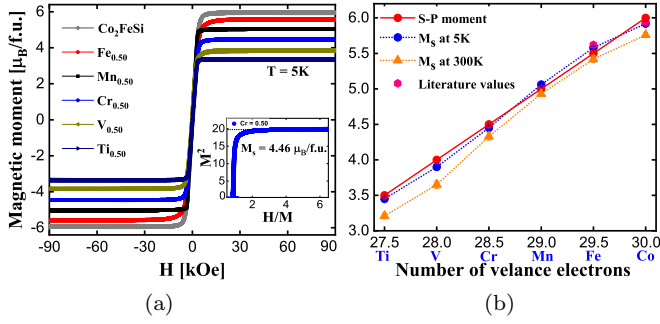 Magnetic moment [μB/f.u.]
6
4
2
0
-2
-4
-6
Co2FeSi
Fe0.50
Mn0.50
Cr0.50
V0.50
Ti0.50
T = 5K
M2
20
15
10
5
0
Cr = 0.50
Ms = 4.46 μB/f.u.
2 4 6
H/M
-90 -60 -30 0 30 60 90
H [kOe]
(a)
6.0
5.5
5.0
4.5
4.0
3.5
3.0
S-P moment
Ms at 5K
Ms at 300K
Literature values
27.5 28.0 28.5 29.0 29.5 30.0
Ti V Cr Mn Fe Co
Number of velance electrons
(b)